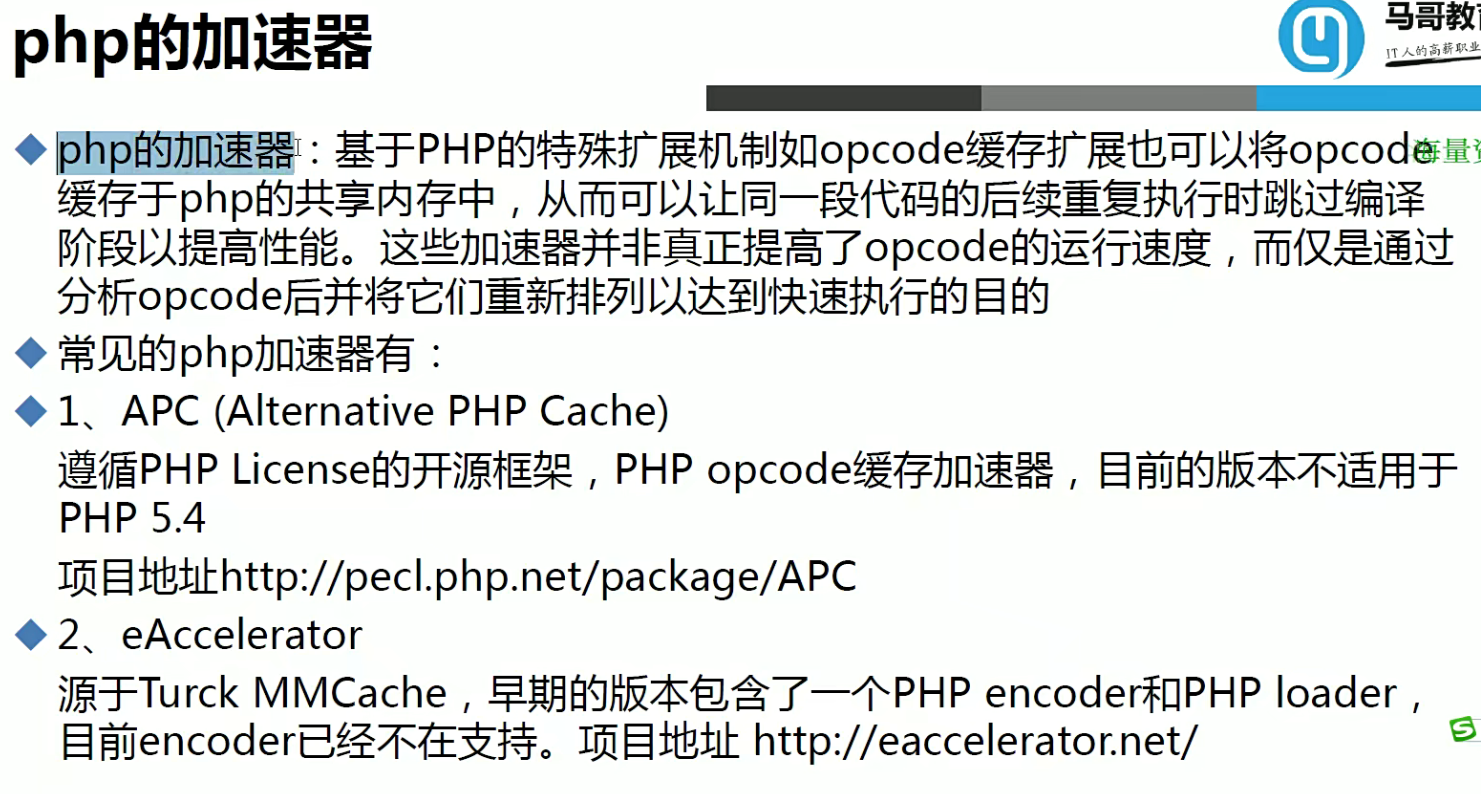 php的加速器
马哥教育
IT人的高薪职业
php的加速器：基于PHP的特殊扩展机制如opcode缓存扩展也可以将opcode
海量资
缓存于php的共享内存中，从而可以让同一段代码的后续重复执行时跳过编译
阶段以提高性能。这些加速器并非真正提高了opcode的运行速度，而仅是通过
分析opcode后并将它们重新排列以达到快速执行的目的
常见的php加速器有：
1、APC (Alternative PHP Cache)
遵循PHP License的开源框架，PHP opcode缓存加速器，目前的版本不适用于
PHP 5.4
项目地址http://pecl.php.net/package/APC
2、eAccelerator
源于Turck MMCache，早期的版本包含了一个PHP encoder和PHP loader，
目前encoder已经不在支持。项目地址 http://eaccelerator.net/